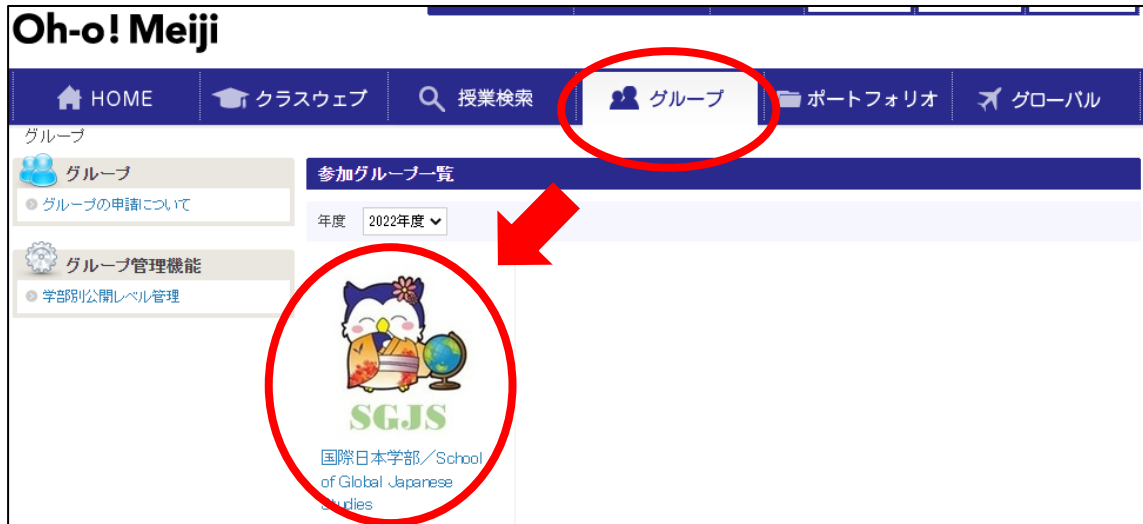 Oh-o! Meiji
HOME
クラスウェブ
授業検索
グループ
ポートフォリオ
グローバル
グループ
グループ
グループの申請について
グループ管理機能
学部別公開レベル管理
参加グループ一覧
年度 2022年度
SGJS
国際日本学部／School
of Global Japanese
Studies